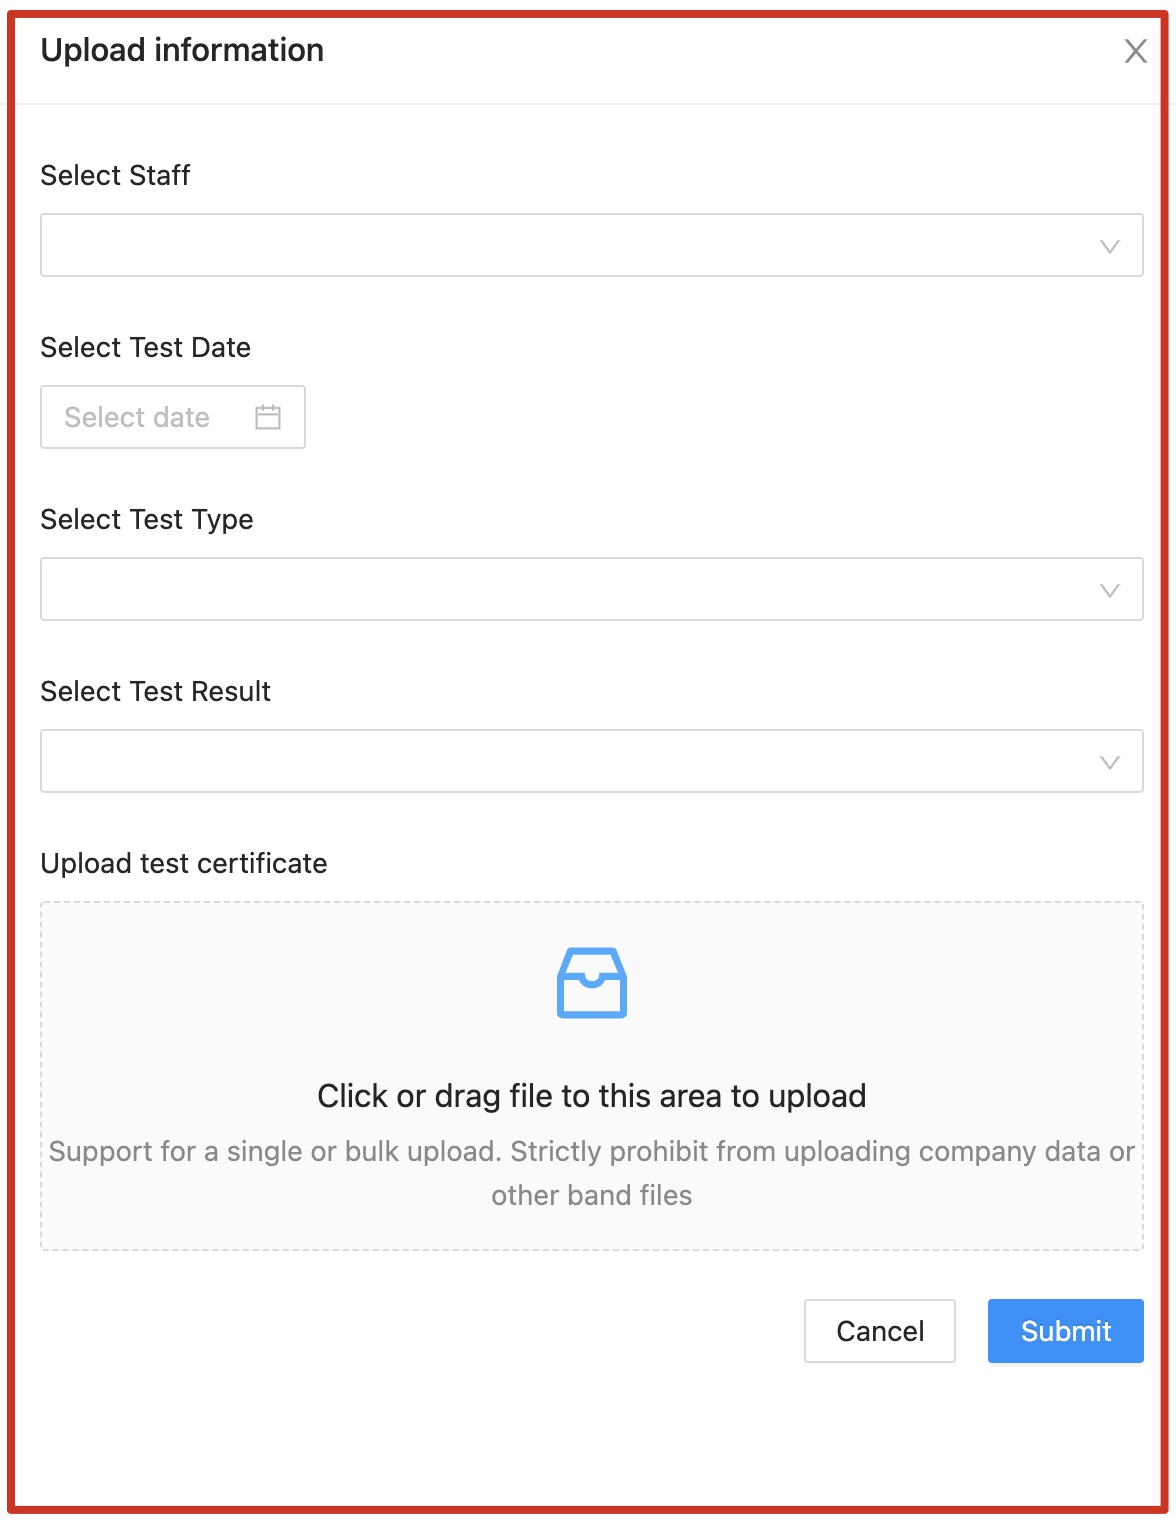 Upload information
Select Staff
Select Test Date
Select date
Select Test Type
Select Test Result
Upload test certificate
Click or drag file to this area to upload
Support for a single or bulk upload. Strictly prohibit from uploading company data or
other band files
Cancel
Submit